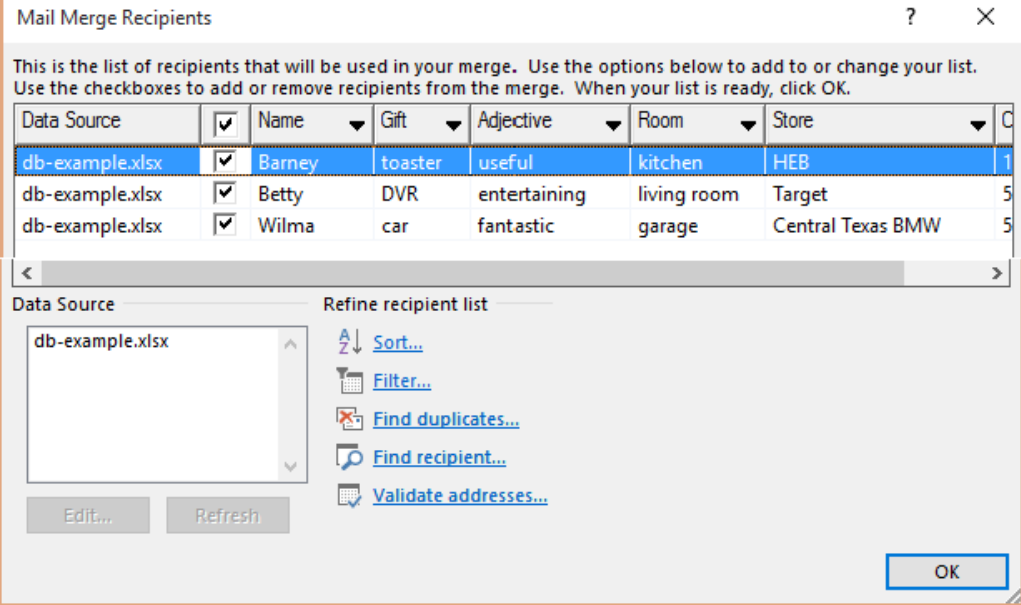 Mail Merge Recipients ? X
This is the list of recipients that will be used in your merge. Use the options below to add to or change your list.
Use the checkboxes to add or remove recipients from the merge. When your list is ready, click OK.
Data Source Name Gift Adjective Room Store C
db-example.xlsx Barney toaster useful kitchen HEB 1
db-example.xlsx Betty DVR entertaining living room Target 5
db-example.xlsx Wilma car fantastic garage Central Texas BMW 5
Data Source Refine recipient list
db-example.xlsx
A Z Sort...
Filter...
Find duplicates...
Find recipient...
Validate addresses...
Edit... Refresh
OK